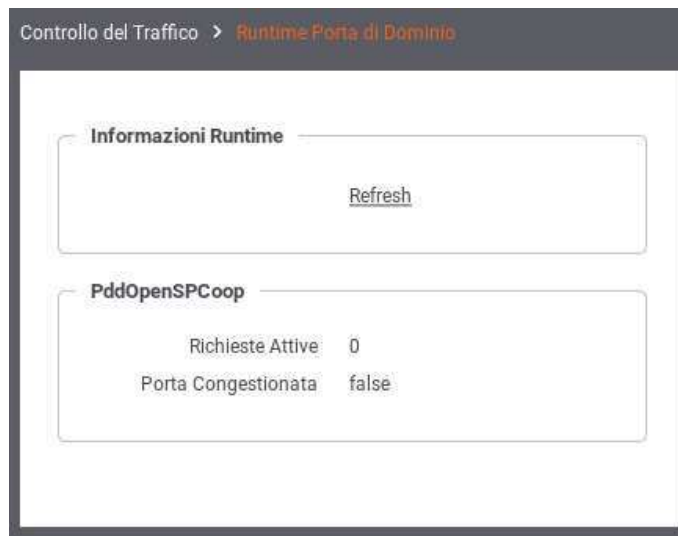 Controllo del Traffico > Runtime Porta di Dominio
Informazioni Runtime
Refresh
PddOpenSPCoop
Richieste Attive 0
Porta Congestionata false